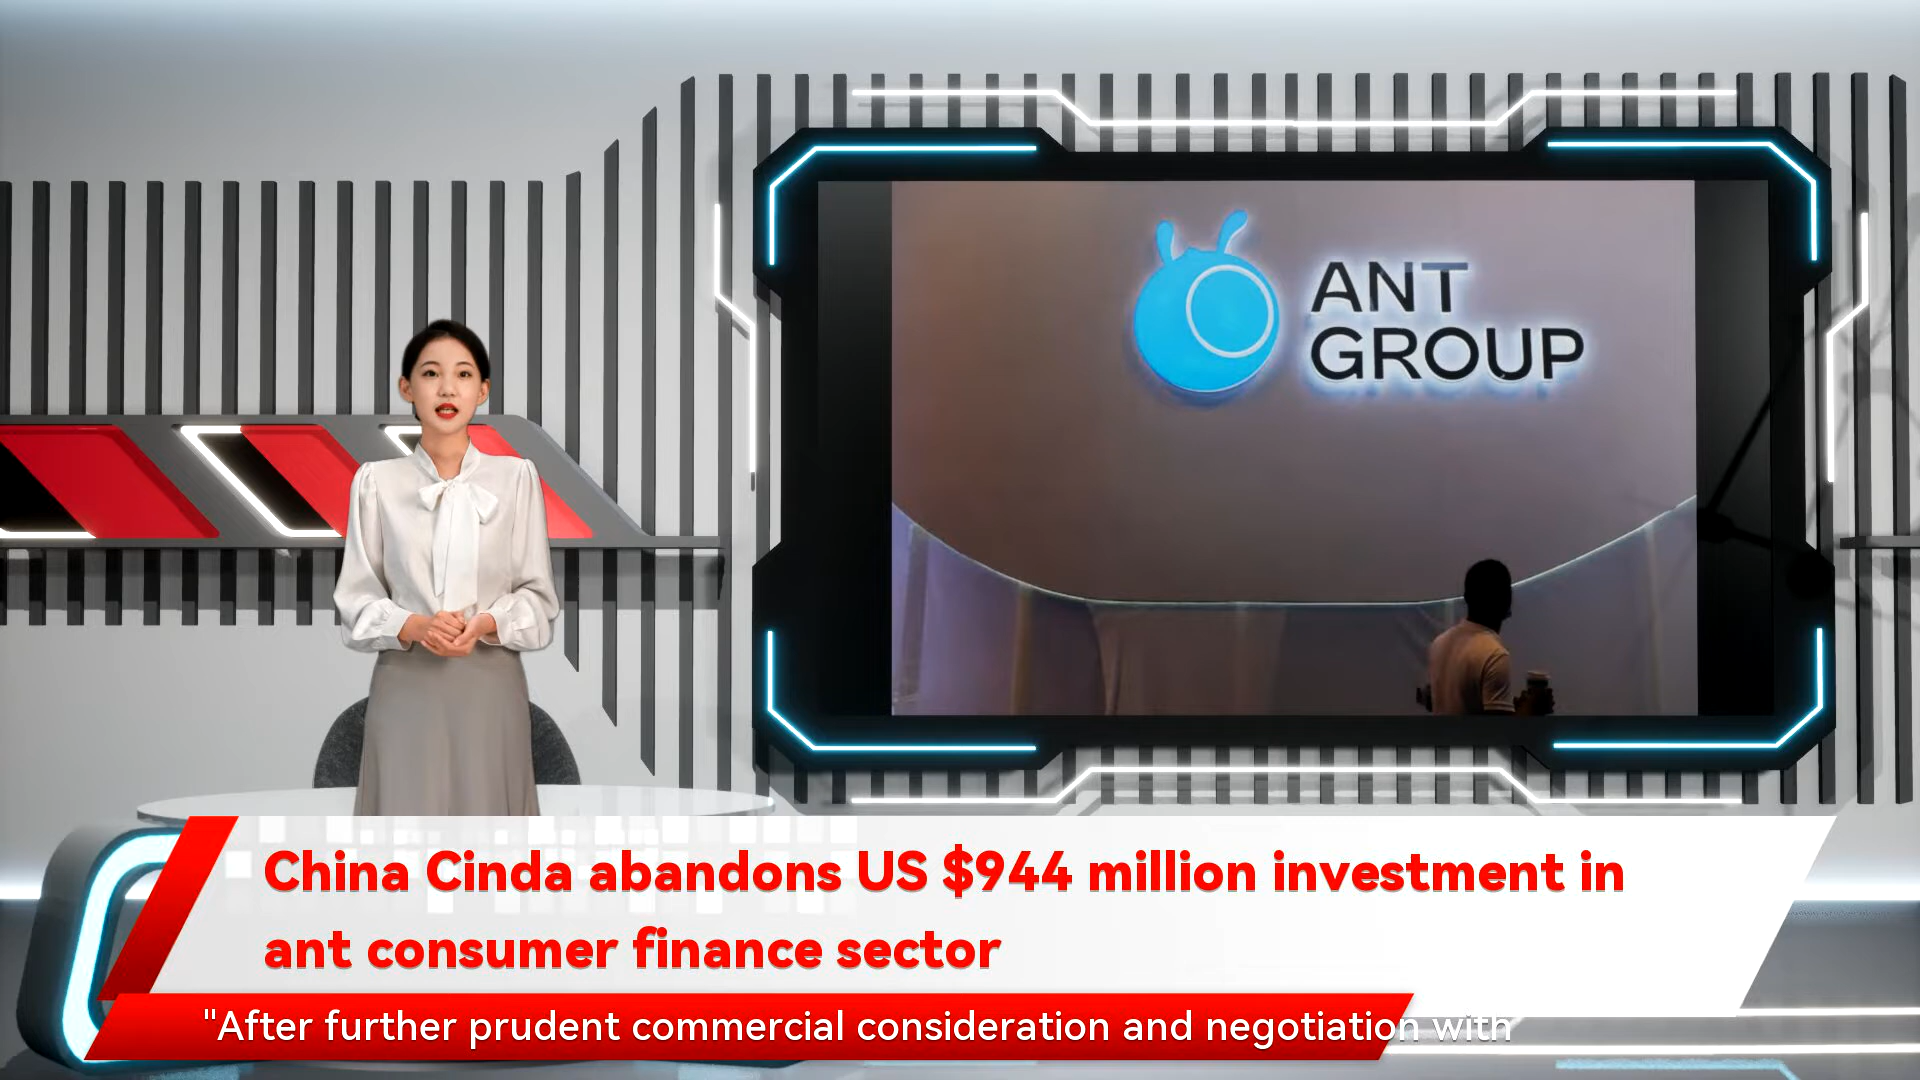 ANT
GROUP
China Cinda abandons US $944 million investment in
ant consumer finance sector
"After further prudent commercial consideration and negotiation with